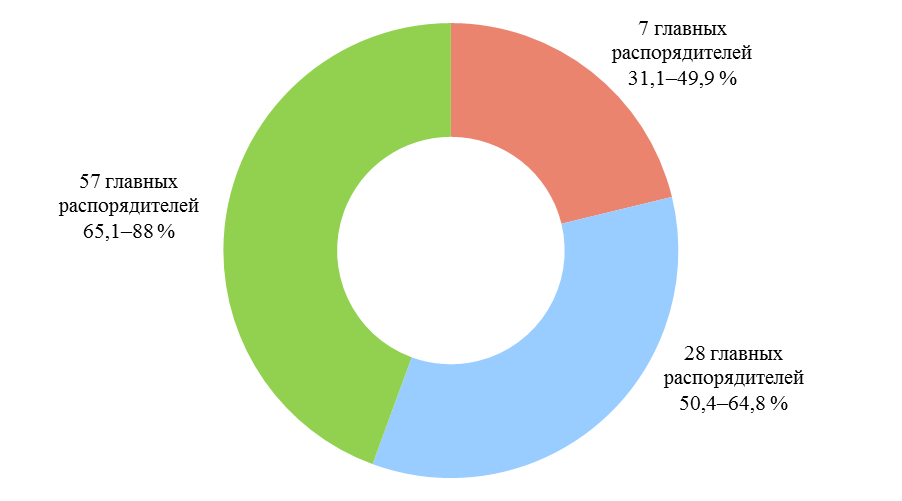 7 главных
распорядителей
31,1–49,9 %
57 главных
распорядителей
65,1–88 %
28 главных
распорядителей
50,4–64,8 %